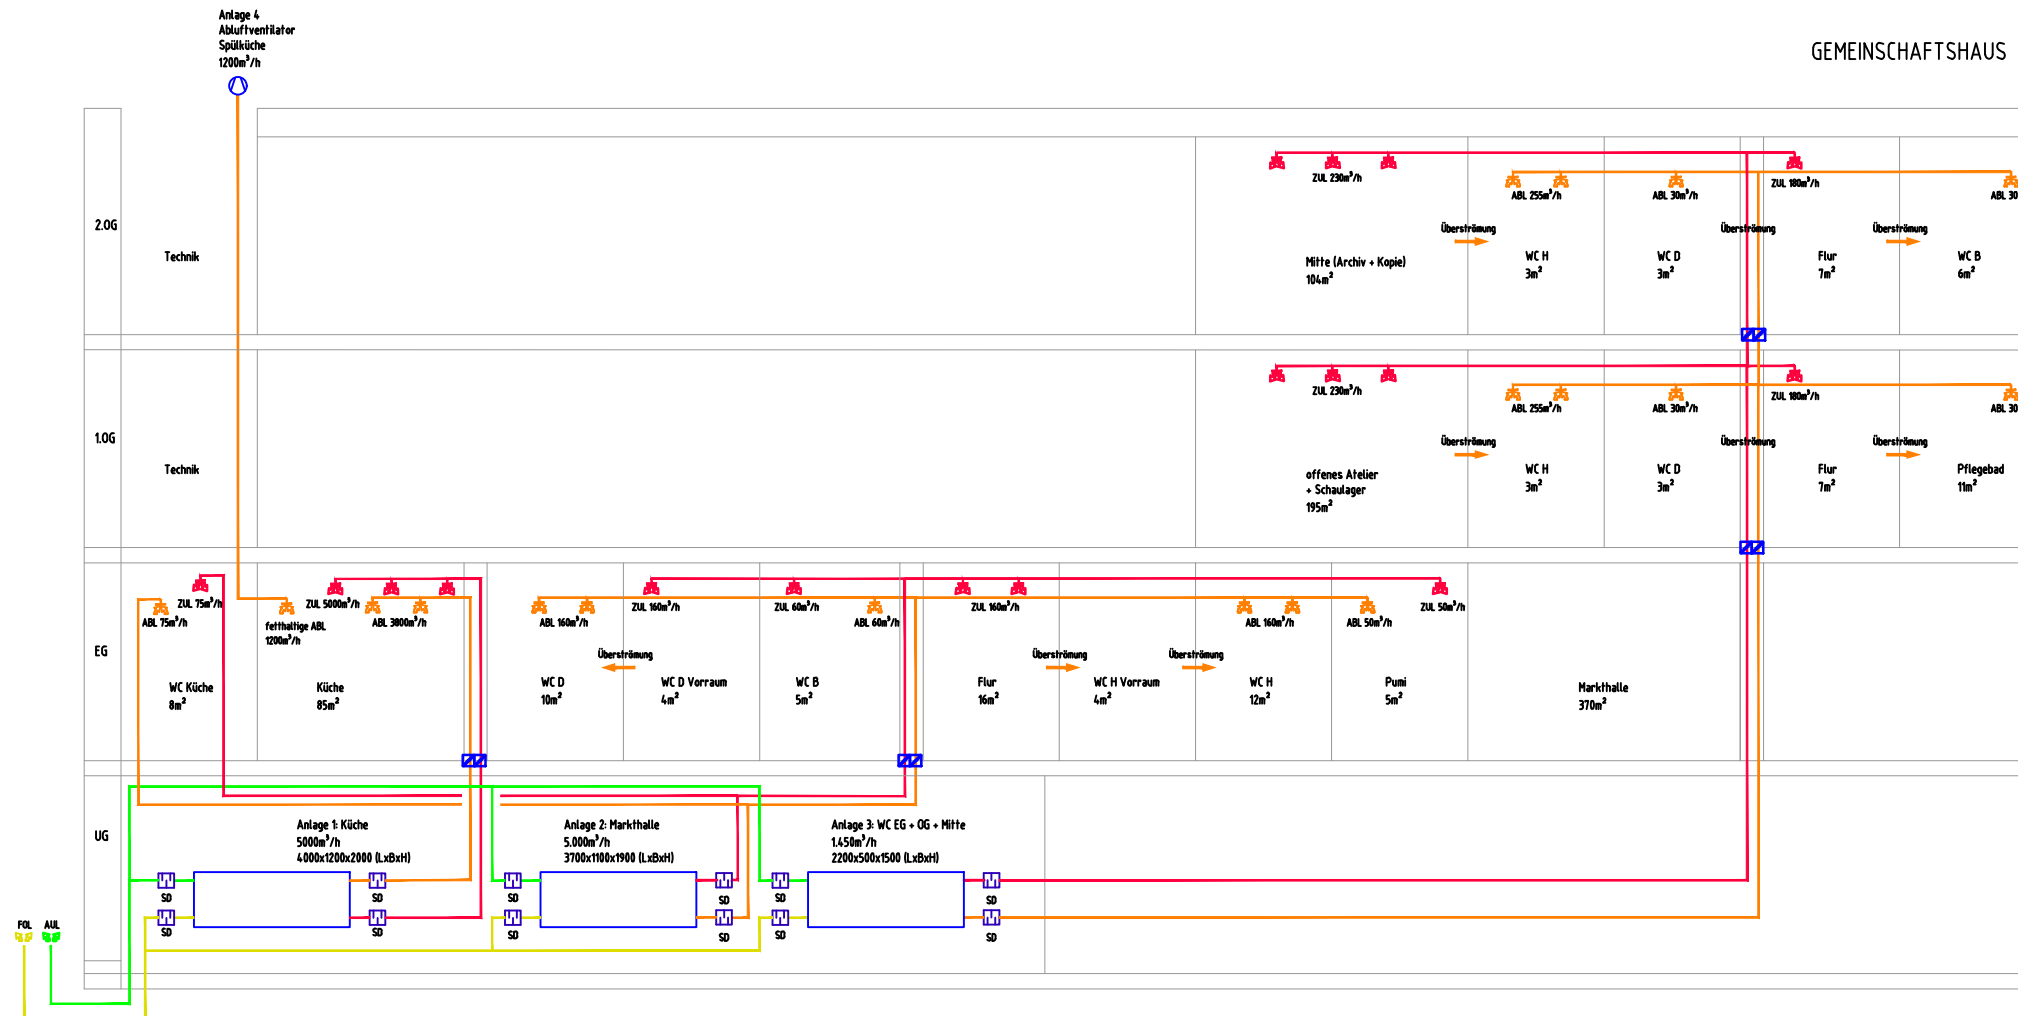 Anlage 4
Abluftventilator
Spülküche
1200m³/h
GEMEINSCHAFTSHAUS
ZUL 230m³/h
ZUL 180m³/h
ABL 255m³/h
ABL 30m³/h
ABL 30
2.OG
Überströmung
Überströmung
Überströmung
Technik
Mitte (Archiv + Kopie)
104m²
WC H
3m²
WC D
3m²
Flur
7m²
WC B
6m²
ZUL 230m³/h
ZUL 180m³/h
ABL 255m³/h
ABL 30m³/h
ABL 30
1.OG
Überströmung
Überströmung
Überströmung
Technik
offenes Atelier
+ Schaulager
195m²
WC H
3m²
WC D
3m²
Flur
7m²
Pflegebad
11m²
ZUL 75m³/h
ABL 75m³/h
ZUL 5000m³/h
fetthaltige ABL
1200m³/h
ABL 3800m³/h
ABL 160m³/h
ZUL 160m³/h
ZUL 60m³/h
ABL 60m³/h
ZUL 160m³/h
ABL 160m³/h
ABL 50m³/h
ZUL 50m³/h
EG
Überströmung
Überströmung
Überströmung
WC Küche
8m²
Küche
85m²
WC D
10m²
WC D Vorraum
4m²
WC B
5m²
Flur
16m²
WC H Vorraum
4m²
WC H
12m²
Pumi
5m²
Markthalle
370m²
UG
Anlage 1: Küche
5000m³/h
4000x1200x2000 (LxBxH)
Anlage 2: Markthalle
5.000m³/h
3700x1100x1900 (LxBxH)
Anlage 3: WC EG + OG + Mitte
1.450m³/h
2200x500x1500 (LxBxH)
SD
SD
SD
SD
SD
SD
SD
SD
SD
SD
SD
SD
FOL
AUL